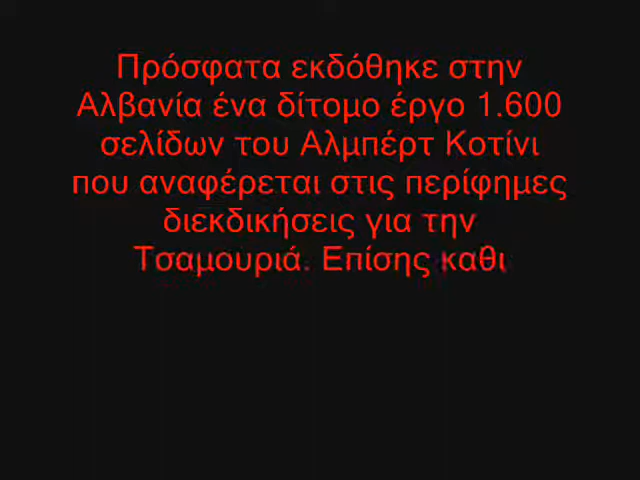 Πρόσφατα εκδόθηκε στην
Αλβανία ένα δίτομο έργο 1.600
σελίδων του Αλμπέρτ Κοτίνι
που αναφέρεται στις περίφημες
διεκδικήσεις για την
Τσαμουριά. Επίσης καθι